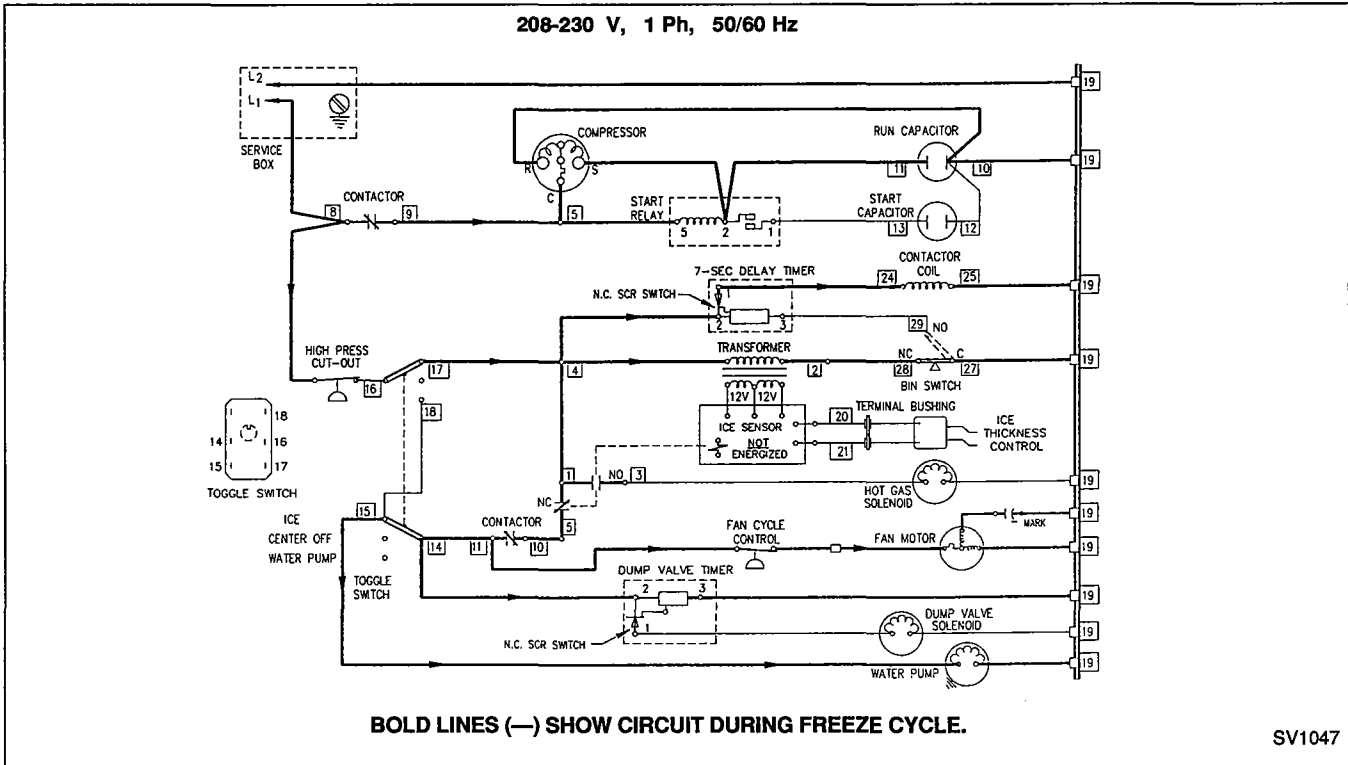 208-230 V, 1 Ph, 50/60 Hz
L2
19
L1
COMPRESSOR
RUN CAPACITOR
SERVICE
BOX
R
S
11
10
19
C
CONTACTOR
START
RELAY
START
CAPACITOR
8
9
5
5
2
1
13
12
CONTACTOR
COIL
7-SEC DELAY TIMER
24
25
19
N.C. SCR SWITCH
1
2
3
29
NO
HIGH PRESS
CUT-OUT
TRANSFORMER
NC
C
17
4
2
28
27
19
16
BIN SWITCH
12V
12V
18
20
TERMINAL BUSHING
ICE SENSOR
NOT
ENERGIZED
ICE
THICKNESS
CONTROL
21
18
14
16
15
17
TOGGLE SWITCH
1
NO
3
19
HOT GAS
SOLENOID
NC
15
ICE
CENTER OFF
WATER PUMP
CONTACTOR
5
FAN CYCLE
CONTROL
FAN MOTOR
MARK
19
14
11
10
19
TOGGLE
SWITCH
DUMP VALVE TIMER
2
3
19
1
DUMP VALVE
SOLENOID
19
N.C. SCR SWITCH
WATER PUMP
19
BOLD LINES (—) SHOW CIRCUIT DURING FREEZE CYCLE.
SV1047